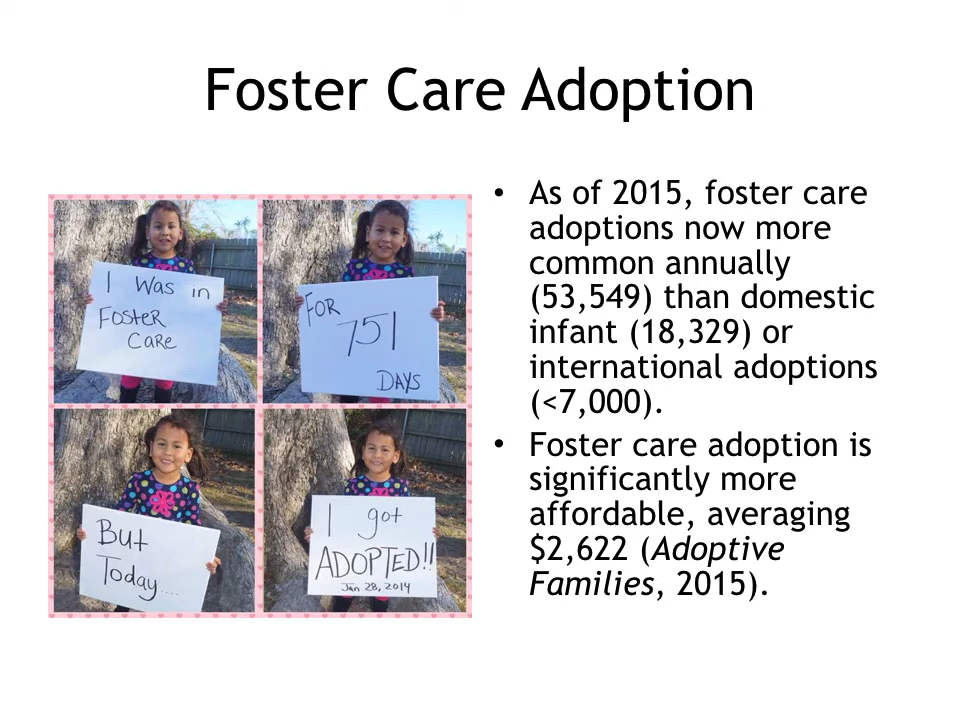 Foster Care Adoption
I Was in
Foster
Care
For
751
Days
But
Today....
I got
ADOPTED!!
Jan 28, 2014
• As of 2015, foster care
adoptions now more
common annually
(53,549) than domestic
infant (18,329) or
international adoptions
(<7,000).
• Foster care adoption is
significantly more
affordable, averaging
$2,622 (Adoptive
Families, 2015).